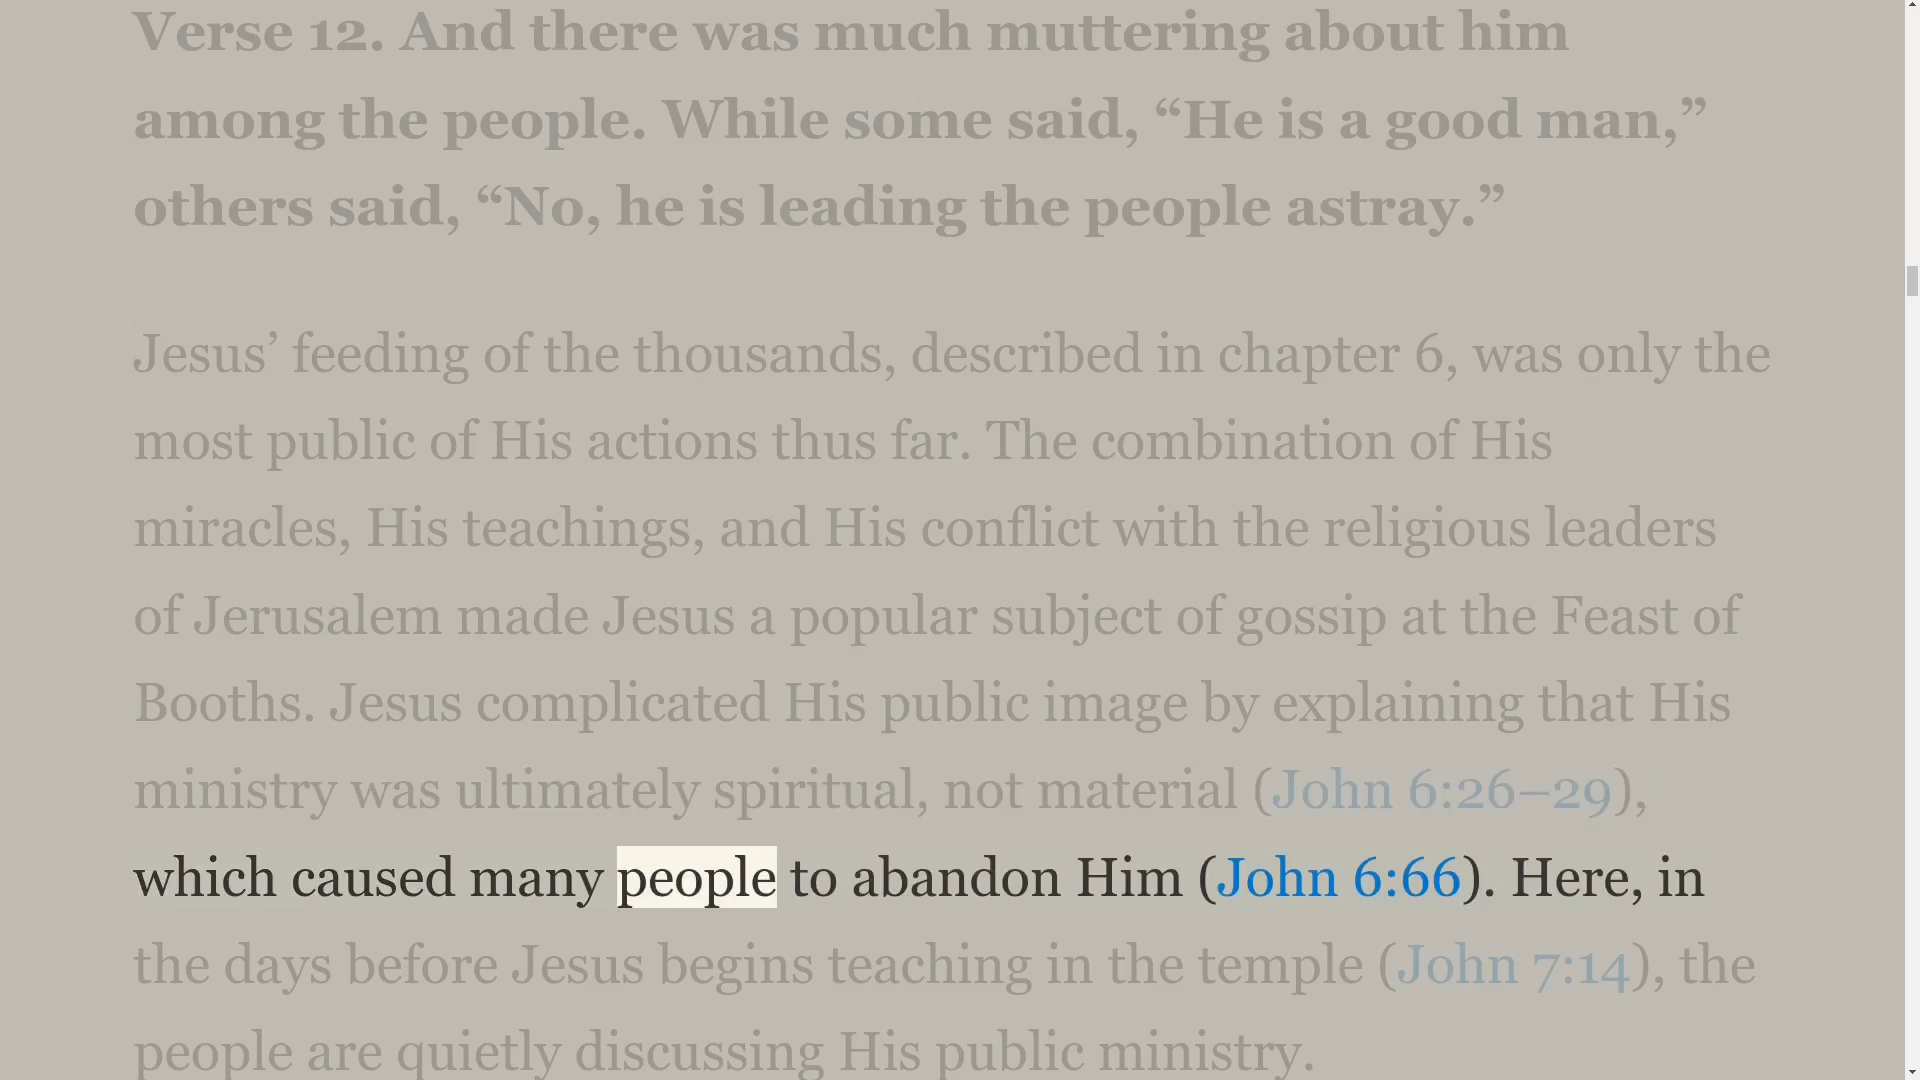 Verse 12. And there was much muttering about him
among the people. While some said, “He is a good man,”
others said, “No, he is leading the people astray.”
Jesus’ feeding of the thousands, described in chapter 6, was only the
most public of His actions thus far. The combination of His
miracles, His teachings, and His conflict with the religious leaders
of Jerusalem made Jesus a popular subject of gossip at the Feast of
Booths. Jesus complicated His public image by explaining that His
ministry was ultimately spiritual, not material (John 6:26–29),
which caused many people to abandon Him (John 6:66). Here, in
the days before Jesus begins teaching in the temple (John 7:14), the
people are quietly discussing His public ministry.